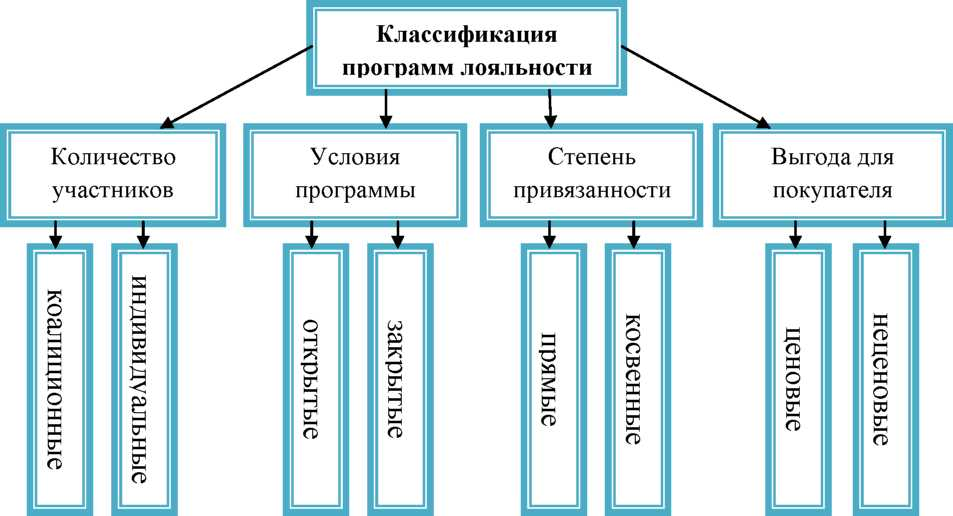 Классификация
программ лояльности
Количество
участников
Условия
программы
Степень
привязанности
Выгода для
покупателя
коалиционные
индивидуальные
открытые
закрытые
прямые
косвенные
ценовые
неценовые